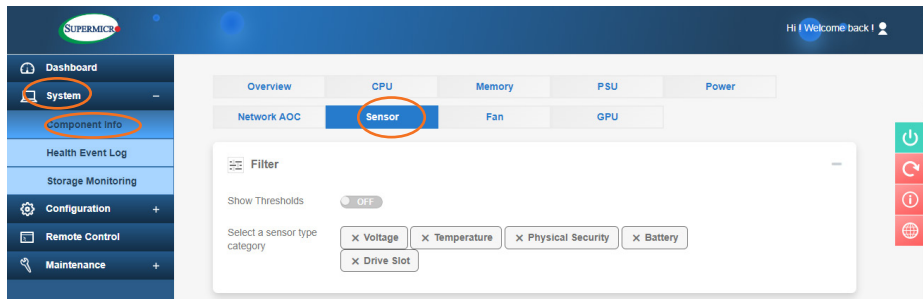 SUPERMICR
Hi ! Welcome back !
Dashboard
System
Component Info
Health Event Log
Storage Monitoring
Configuration
Remote Control
Maintenance
Overview CPU Memory PSU Power
Network AOC Sensor Fan GPU
Filter
Show Thresholds OFF
Select a sensor type
category
× Voltage × Temperature × Physical Security × Battery
× Drive Slot